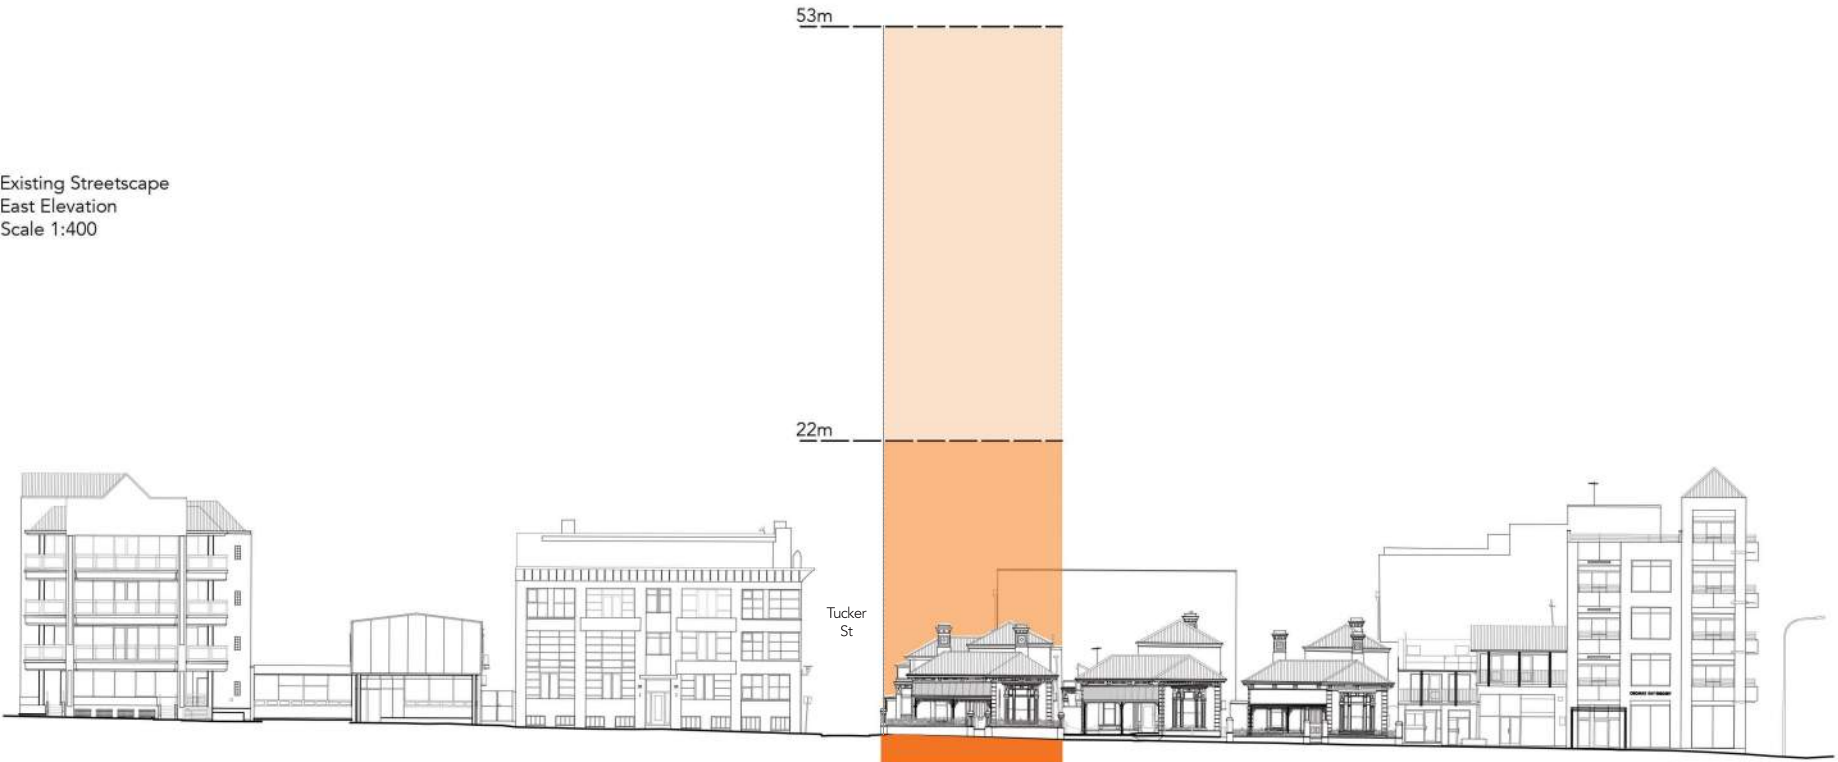 53m
Existing Streetscape
East Elevation
Scale 1:400
22m
Tucker
St